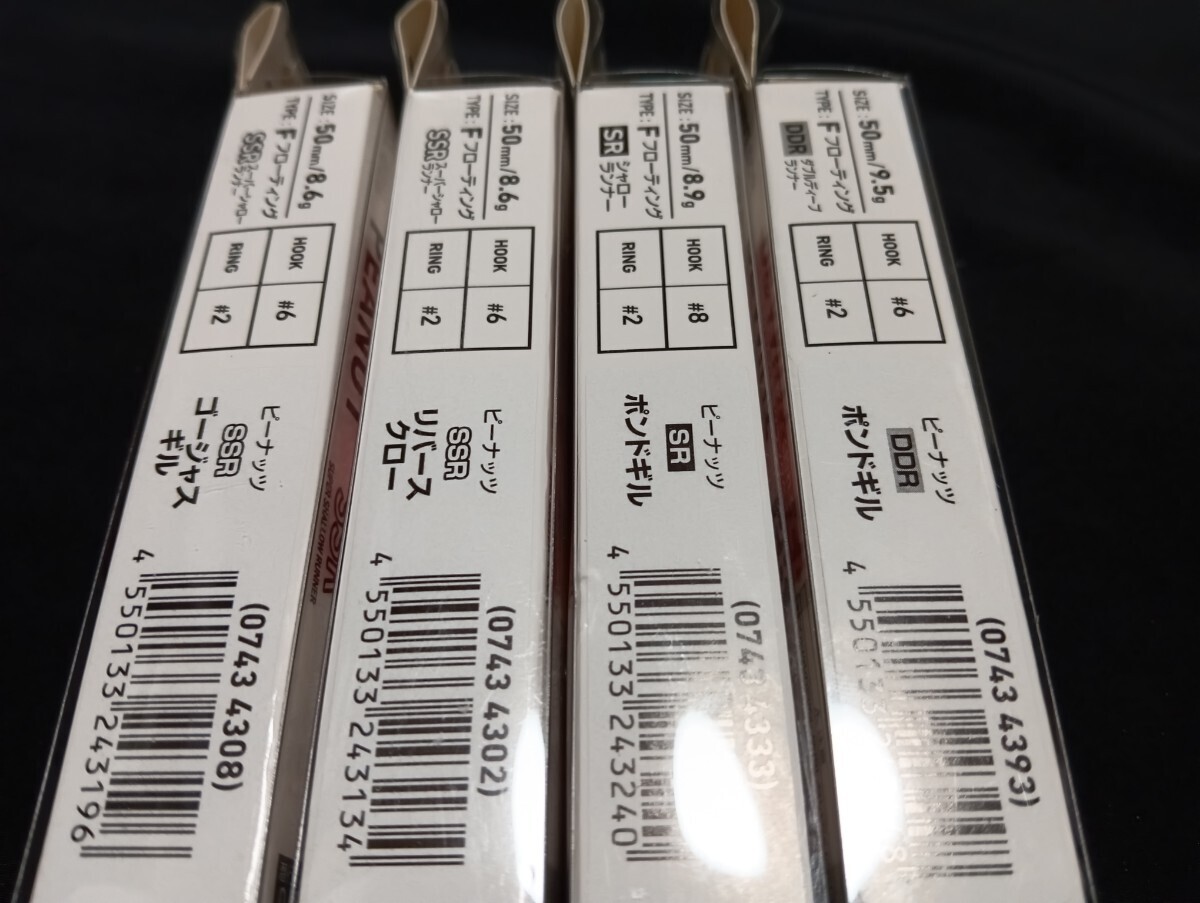 SIZE : 50mm/8.6g
TYPE : F フローティング
SSR スーパーシャロー
ランナー
HOOK #6
RING #2
ピーナッツ
SSR
ゴージャス
ギル
4 550133 243196
(0743 4308)
PEANUT
SUPER SHALLOW RUNNER
SIZE : 50mm/8.6g
TYPE : F フローティング
SSR スーパーシャロー
ランナー
HOOK #6
RING #2
ピーナッツ
SSR
リバース
クロー
4 550133 243134
(0743 4302)
SIZE : 50mm/8.9g
TYPE : F フローティング
SR シャロー
ランナー
HOOK #8
RING #2
ピーナッツ
SR
ポンドギル
4 550133 243240
(0743 4333)
SIZE : 50mm/9.5g
TYPE : F フローティング
DDR ダブルディープ
ランナー
HOOK #6
RING #2
ピーナッツ
DDR
ポンドギル
4 550133
(0743 4393)